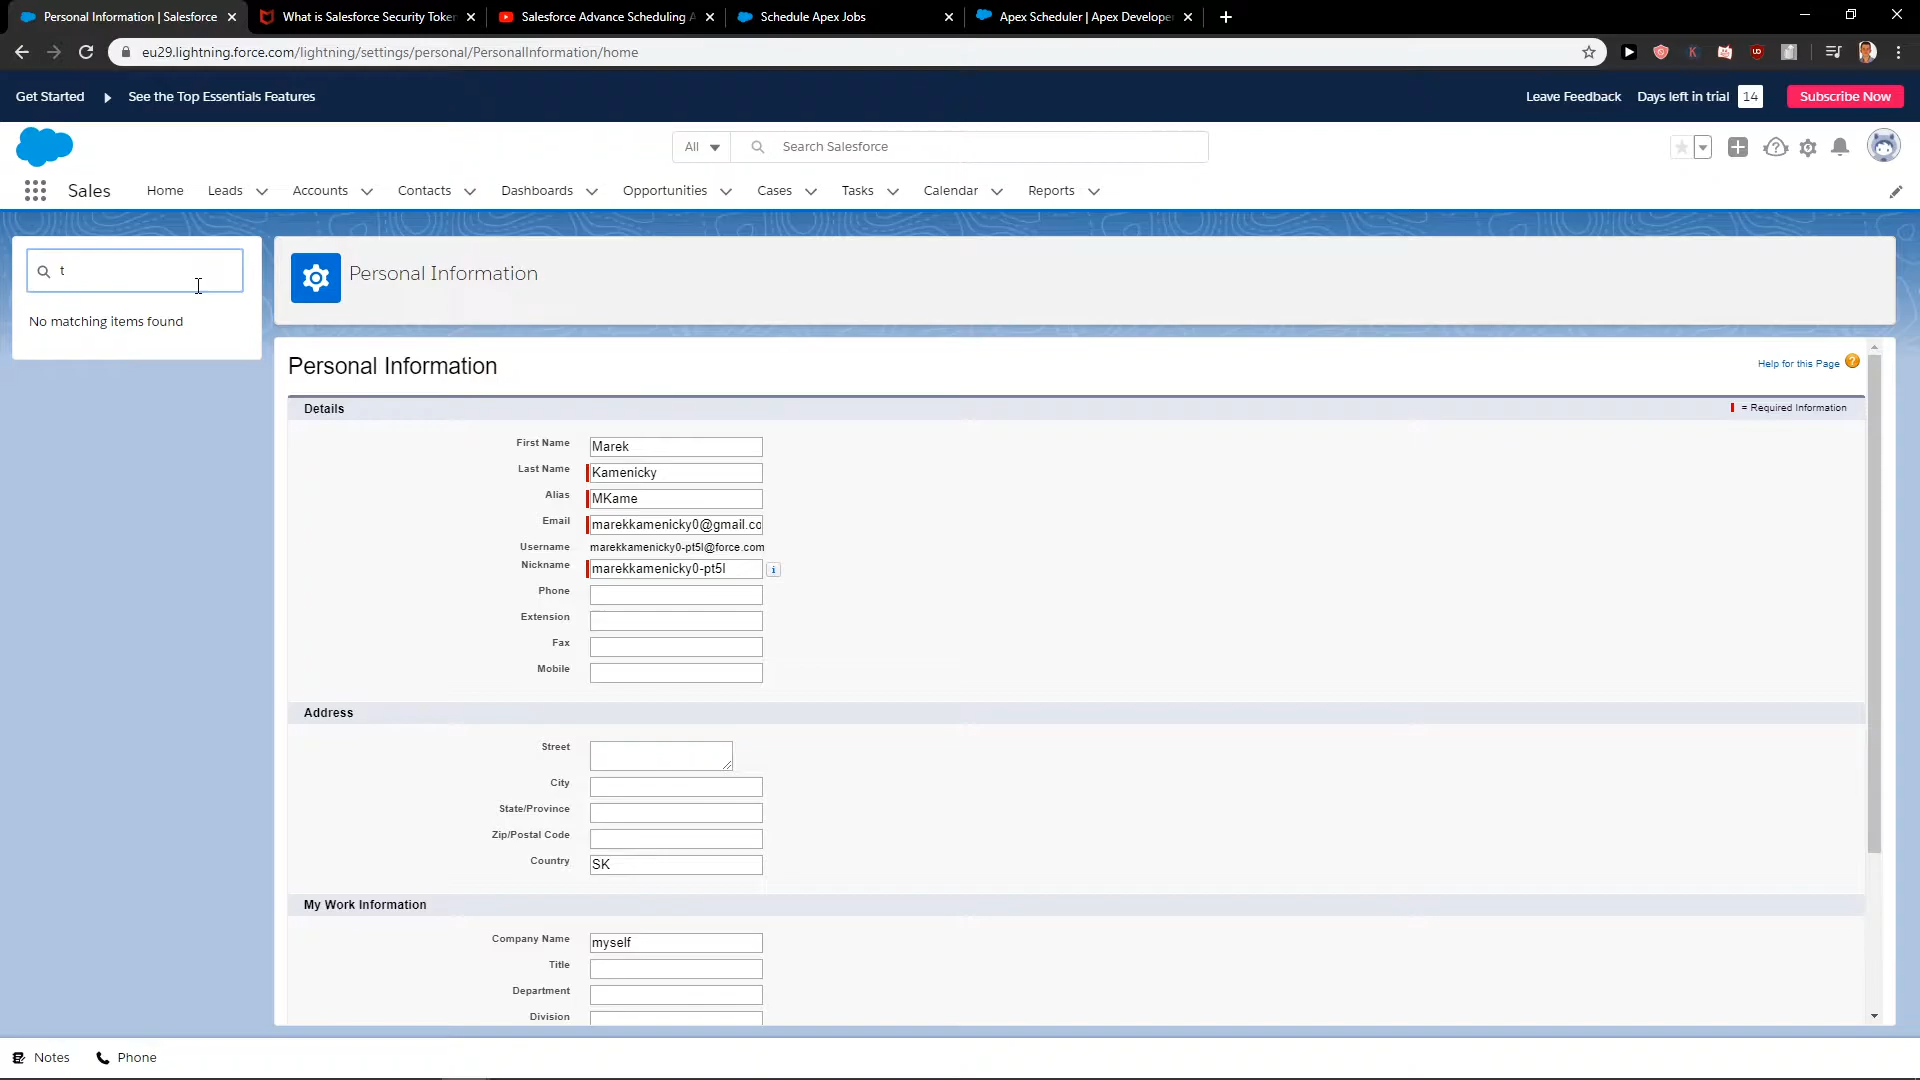 Personal Information | Salesforce
What is Salesforce Security Token
Salesforce Advance Scheduling A
Schedule Apex Jobs
Apex Scheduler | Apex Develope
eu29.lightning.force.com/lightning/settings/personal/PersonalInformation/home
Get Started
See the Top Essentials Features
Leave Feedback
Days left in trial 14
Subscribe Now
All
Search Salesforce
Sales
Home
Leads
Accounts
Contacts
Dashboards
Opportunities
Cases
Tasks
Calendar
Reports
t
No matching items found
Personal Information
Personal Information
Help for this Page
Details
= Required Information
First Name Marek
Last Name Kamenicky
Alias MKame
Email marekkamenicky0@gmail.co
Username marekkamenicky0-pt5l@force.com
Nickname marekkamenicky0-pt5l
Phone
Extension
Fax
Mobile
Address
Street
City
State/Province
Zip/Postal Code
Country SK
My Work Information
Company Name myself
Title
Department
Division
Notes
Phone